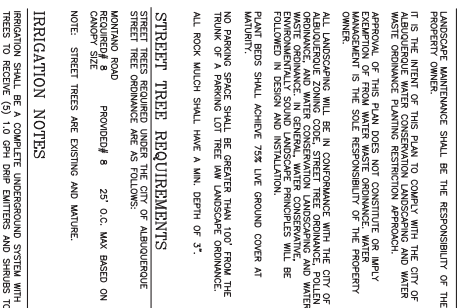 LANDSCAPE MAINTENANCE SHALL BE THE RESPONSIBILITY OF THE
PROPERTY OWNER.
IT IS THE INTENT OF THIS PLAN TO COMPLY WITH THE CITY OF
ALBUQUERQUE WATER CONSERVATION LANDSCAPING AND WATER
WASTE ORDINANCE PLANTING RESTRICTION APPROACH.
APPROVAL OF THIS PLAN DOES NOT CONSTITUTE OR IMPLY
EXEMPTION OF FROM WATER WASTE ORDINANCE. WATER
MANAGEMENT IS THE SOLE RESPONSIBILITY OF THE PROPERTY
OWNER.
ALL LANDSCAPING WILL BE IN CONFORMANCE WITH THE CITY OF
ALBUQUERQUE ZONING CODE, STREET TREE ORDINANCE, POLLEN
ORDINANCE, AND WATER CONSERVATION LANDSCAPING AND WATER
WASTE ORDINANCE. IN GENERAL, WATER CONSERVATIVE,
ENVIRONMENTALLY SOUND LANDSCAPE PRINCIPLES WILL BE
FOLLOWED IN DESIGN AND INSTALLATION.
PLANT BEDS SHALL ACHIEVE 75% LIVE GROUND COVER AT
MATURITY.
NO PARKING SPACE SHALL BE GREATER THAN 100' FROM THE
TRUNK OF A PARKING LOT TREE IAW LANDSCAPE ORDINANCE.
ALL ROCK MULCH SHALL HAVE A MIN. DEPTH OF 3".
STREET TREE REQUIREMENTS
STREET TREES REQUIRED UNDER THE CITY OF ALBUQUERQUE
STREET TREE ORDINANCE ARE AS FOLLOWS:
MONTANO ROAD
REQUIRED# 8 PROVIDED# 8 25' O.C. MAX BASED ON
CANOPY SIZE
NOTE: STREET TREES ARE EXISTING AND MATURE.
IRRIGATION NOTES
IRRIGATION SHALL BE A COMPLETE UNDERGROUND SYSTEM WITH
TREES TO RECEIVE (5) 1.0 GPH DRIP EMITTERS AND SHRUBS TO